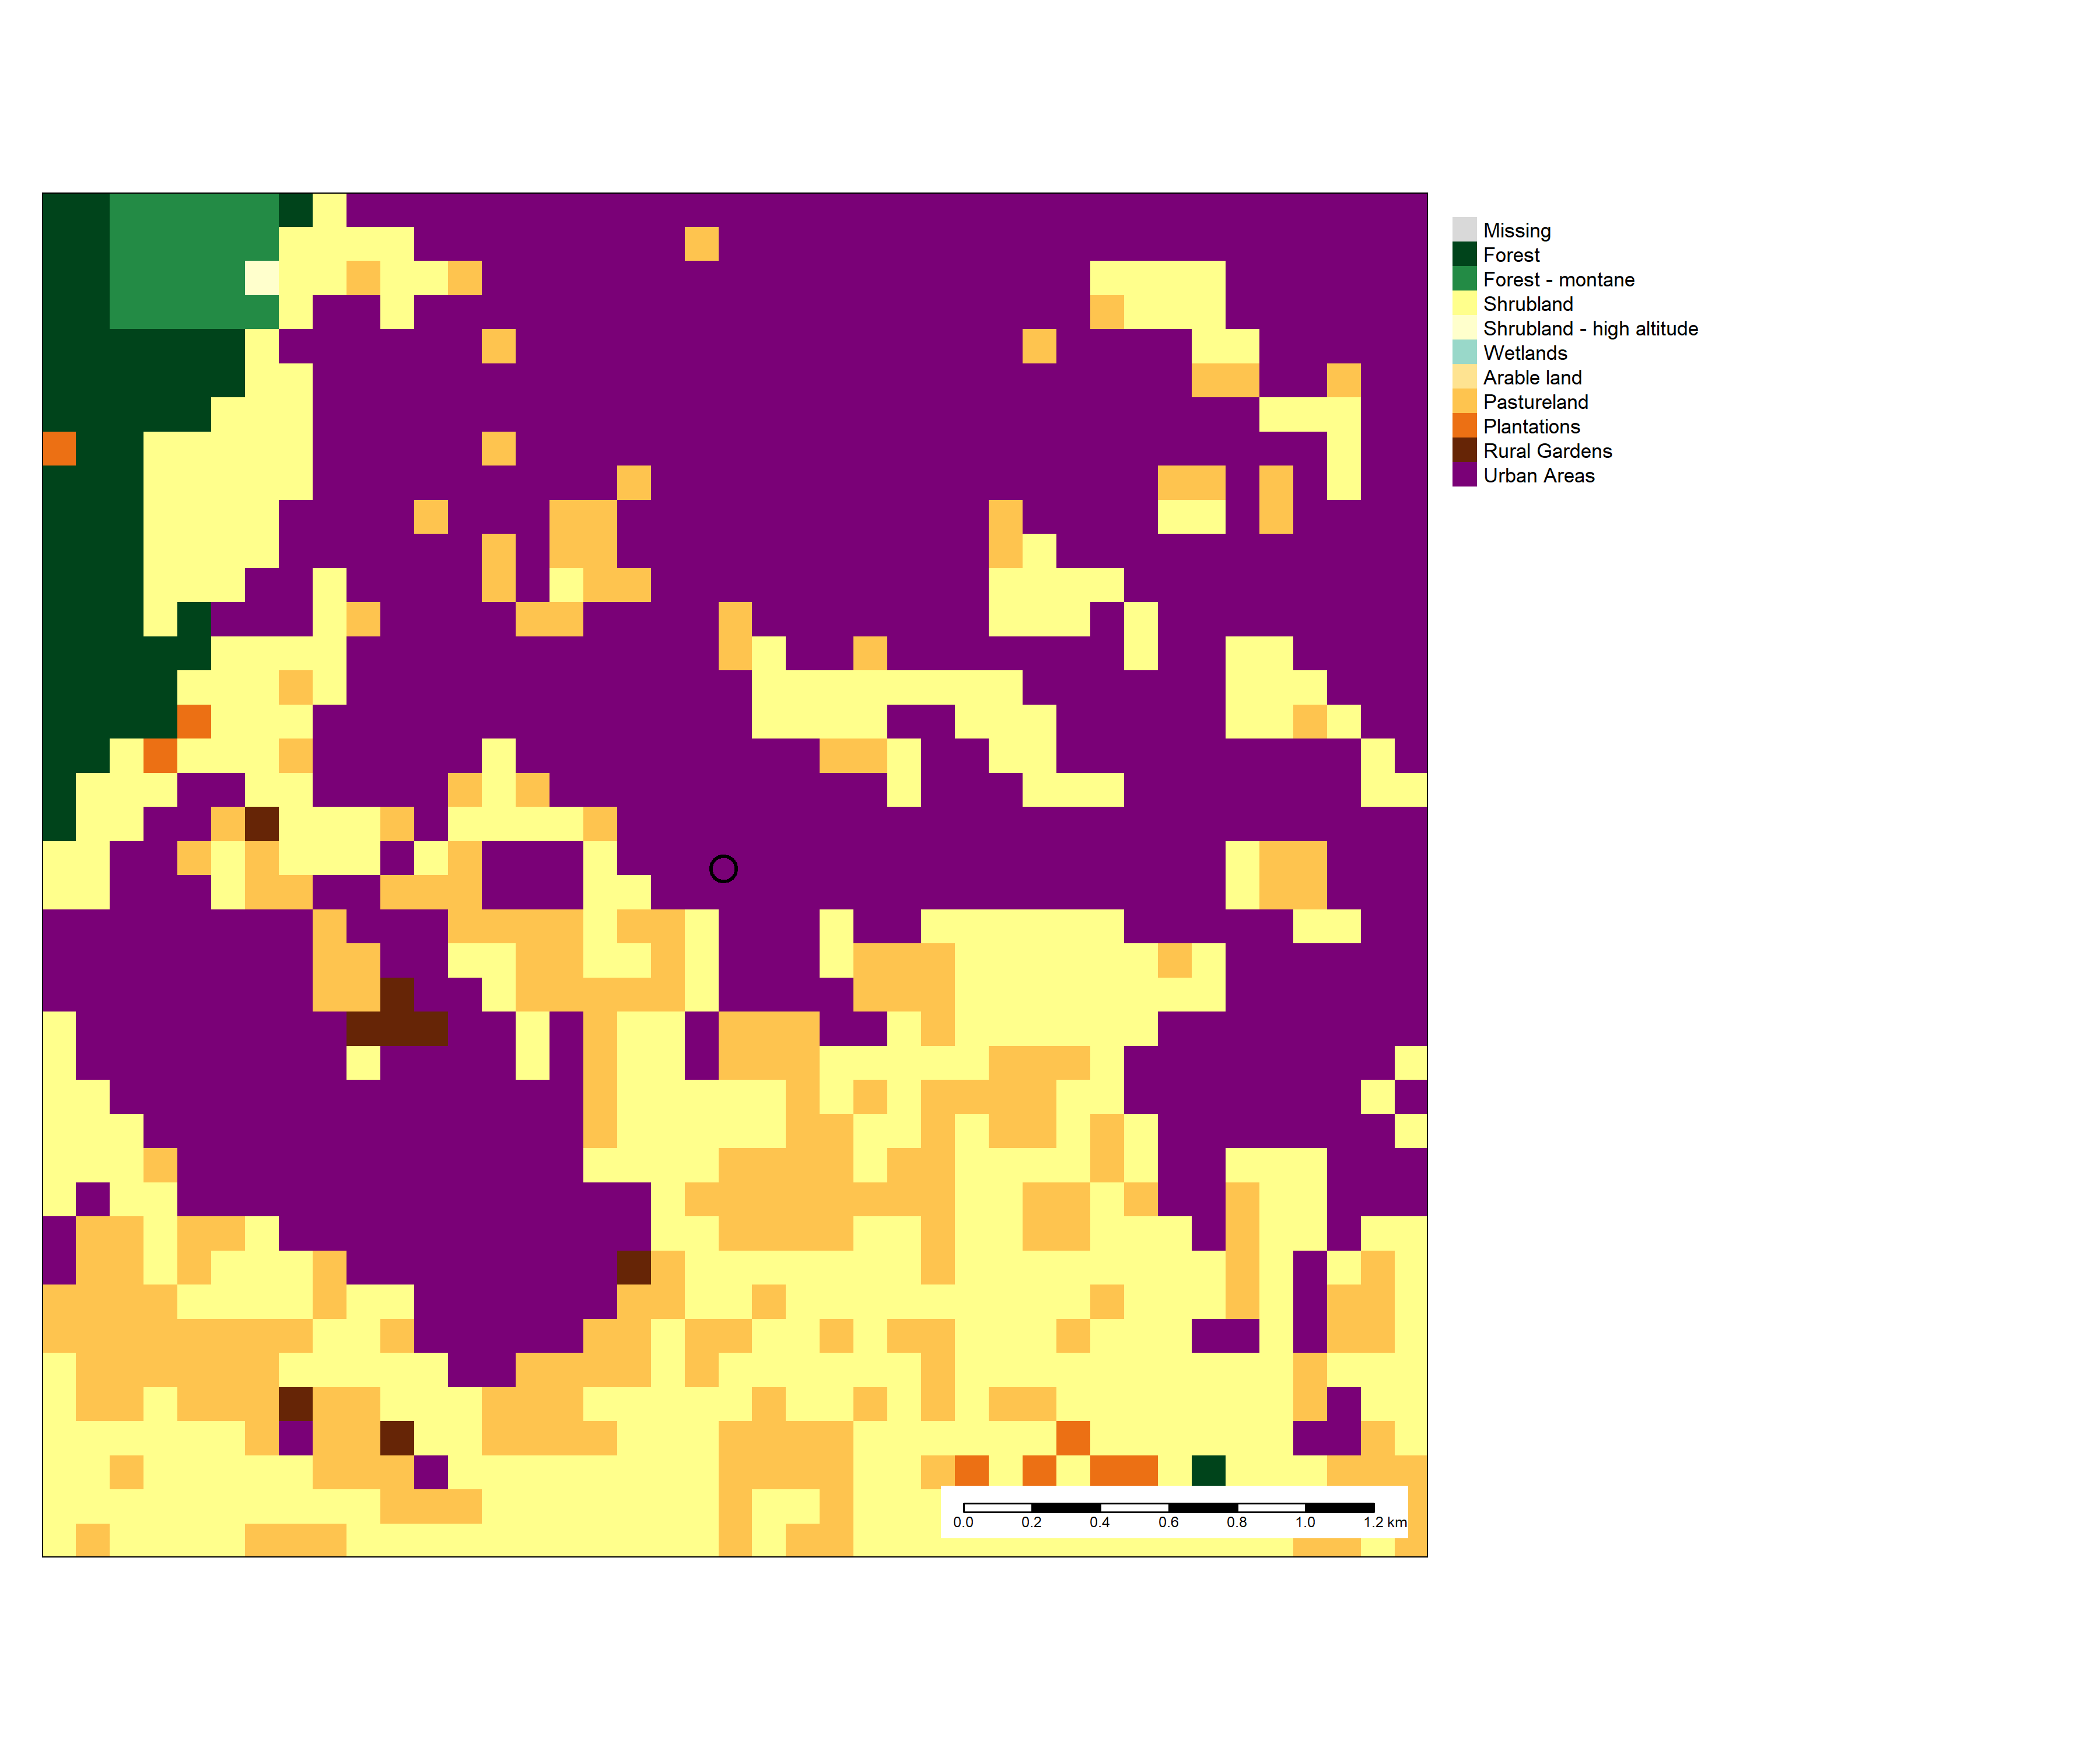 Missing
Forest
Forest - montane
Shrubland
Shrubland - high altitude
Wetlands
Arable land
Pastureland
Plantations
Rural Gardens
Urban Areas
0.0 0.2 0.4 0.6 0.8 1.0 1.2 km